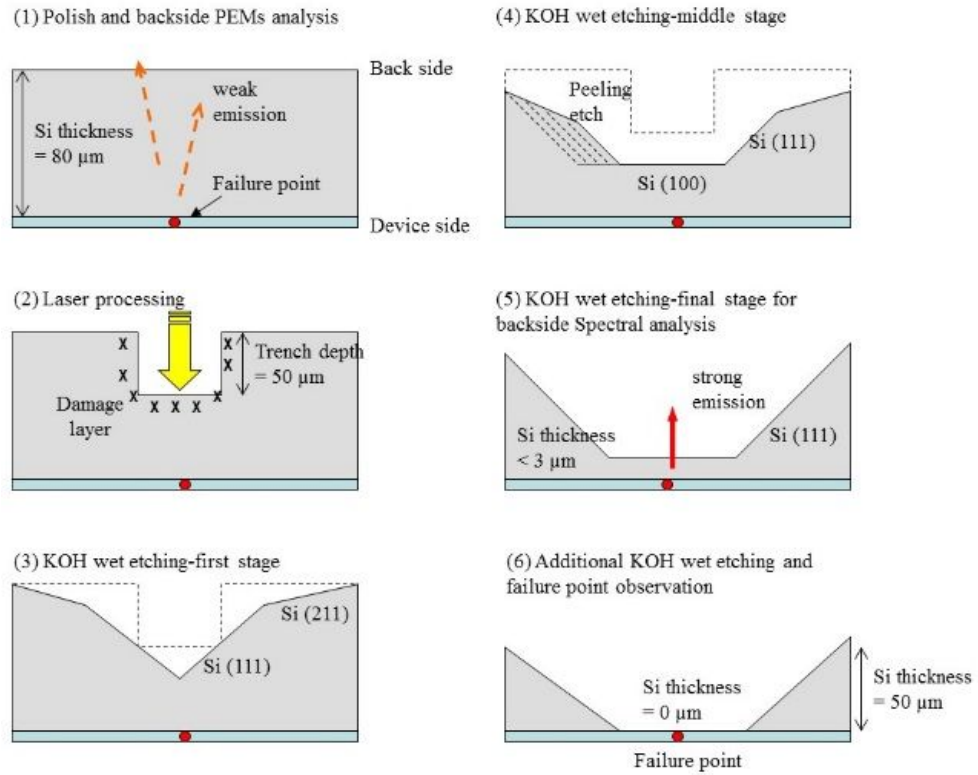 (1) Polish and backside PEMs analysis
Back side
weak
emission
Si thickness
= 80 μm
Failure point
Device side
(2) Laser processing
Trench depth
= 50 μm
x
x
x
x
x
x
x
x
x
Damage
layer
(3) KOH wet etching-first stage
Si (211)
Si (111)
(4) KOH wet etching-middle stage
Peeling
etch
Si (111)
Si (100)
(5) KOH wet etching-final stage for
backside Spectral analysis
strong
emission
Si thickness
< 3 μm
Si (111)
(6) Additional KOH wet etching and
failure point observation
Si thickness
= 0 μm
Si thickness
= 50 μm
Failure point